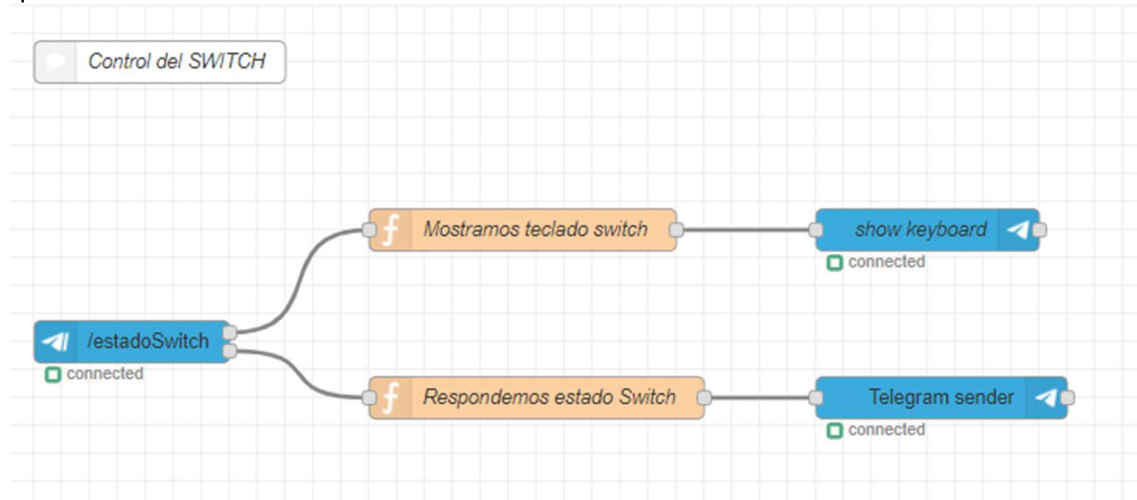 Control del SWITCH
Mostramos teclado switch
show keyboard
connected
/estadoSwitch
connected
Respondemos estado Switch
Telegram sender
connected